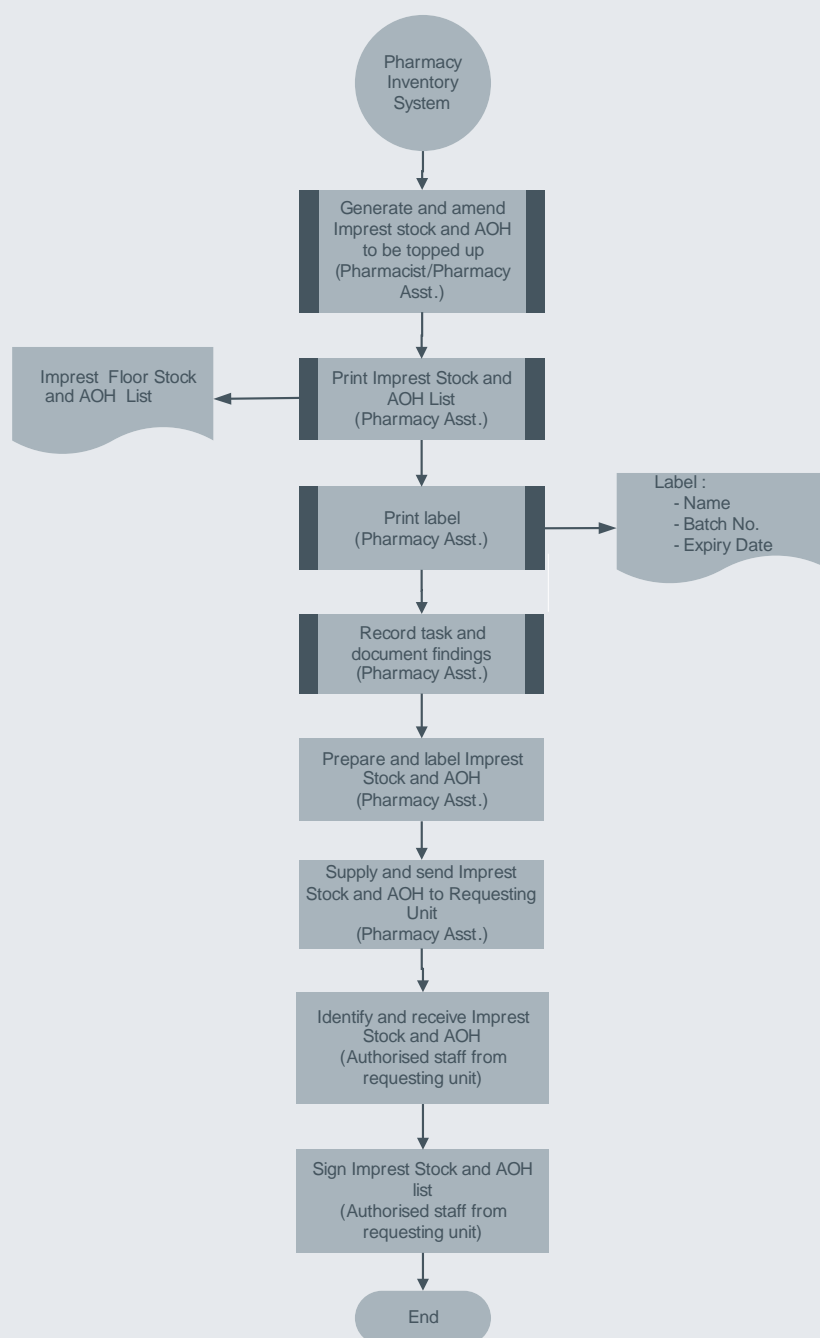 Pharmacy
Inventory
System
Generate and amend
Imprest stock and AOH
to be topped up
(Pharmacist/Pharmacy
Asst.)
Imprest Floor Stock
and AOH List
Print Imprest Stock and
AOH List
(Pharmacy Asst.)
Print label
(Pharmacy Asst.)
Label :
- Name
- Batch No.
- Expiry Date
Record task and
document findings
(Pharmacy Asst.)
Prepare and label Imprest
Stock and AOH
(Pharmacy Asst.)
Supply and send Imprest
Stock and AOH to Requesting
Unit
(Pharmacy Asst.)
Identify and receive Imprest
Stock and AOH
(Authorised staff from
requesting unit)
Sign Imprest Stock and AOH
list
(Authorised staff from
requesting unit)
End